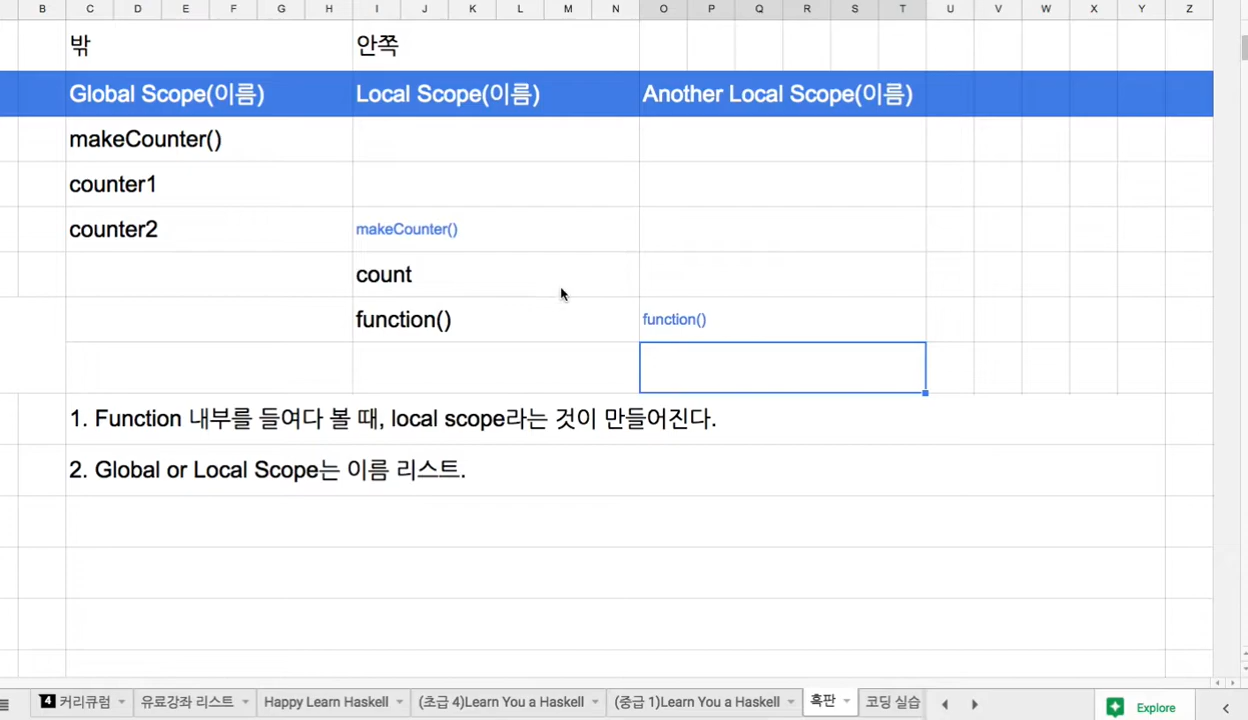 B C D E F G H I J K L M N O P Q R S T U V W X Y Z
밖 안쪽
Global Scope(이름) Local Scope(이름) Another Local Scope(이름)
makeCounter()
counter1
counter2 makeCounter()
count
function() function()
1. Function 내부를 들여다 볼 때, local scope라는 것이 만들어진다.
2. Global or Local Scope는 이름 리스트.
4 커리큘럼 유료강좌 리스트 Happy Learn Haskell (초급 4)Learn You a Haskell (중급 1)Learn You a Haskell 흑판 코딩 실습 Explore